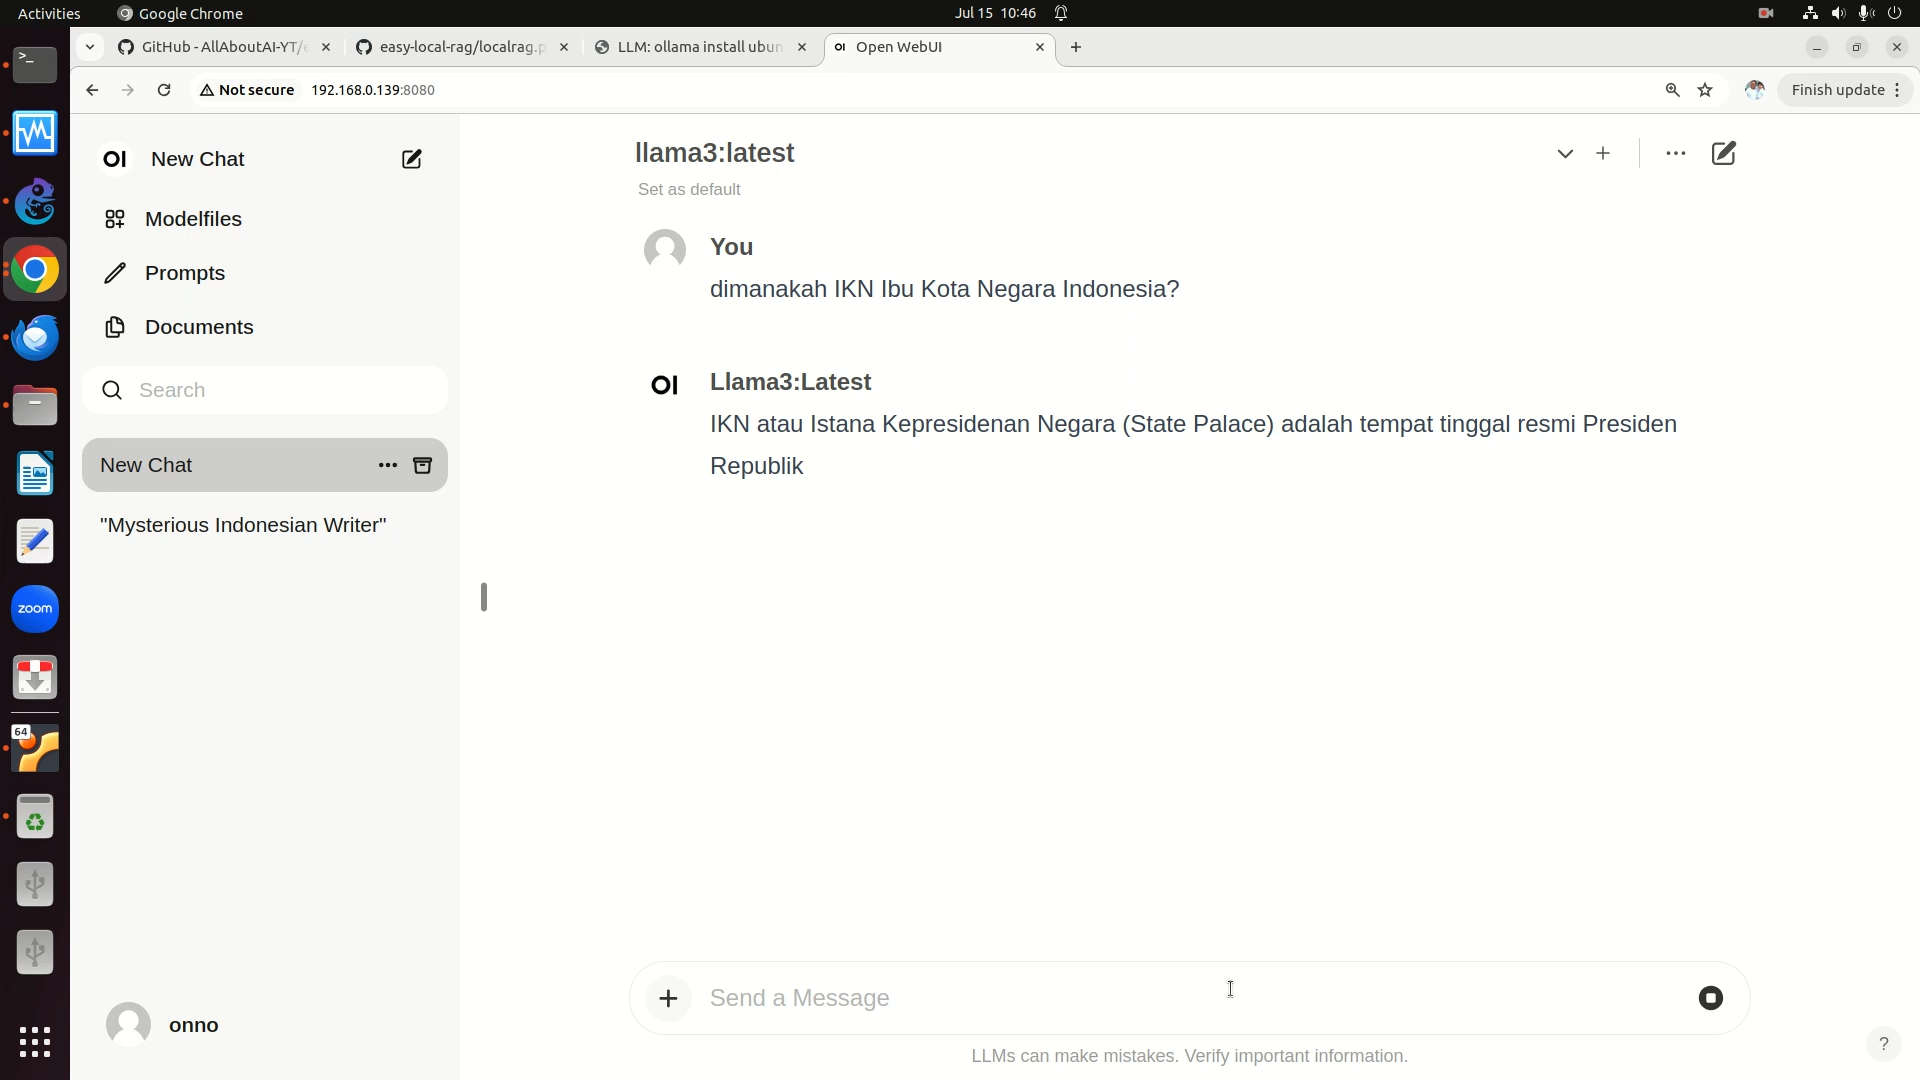 Activities
Google Chrome
Jul 15 10:46
GitHub - AllAboutAI-YT/e
easy-local-rag/localrag.p
LLM: ollama install ubun
OI Open WebUI
Not secure
192.168.0.139:8080
Finish update
OI New Chat
Modelfiles
Prompts
Documents
Search
New Chat
"Mysterious Indonesian Writer"
zoom
64
onno
llama3:latest
Set as default
You
dimanakah IKN Ibu Kota Negara Indonesia?
OI Llama3:Latest
IKN atau Istana Kepresidenan Negara (State Palace) adalah tempat tinggal resmi Presiden
Republik
Send a Message
LLMs can make mistakes. Verify important information.
?